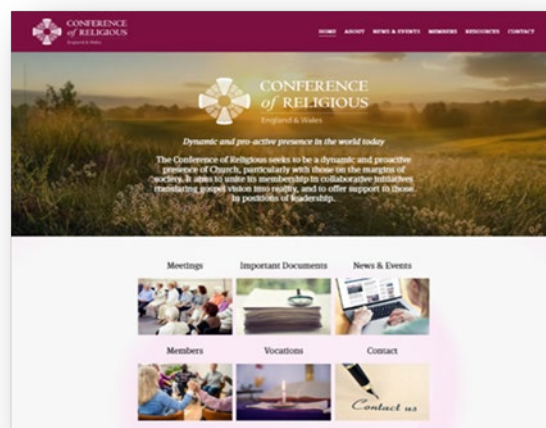 CONFERENCE
of RELIGIOUS
England & Wales
HOME ABOUT NEWS & EVENTS MEMBERS RESOURCES CONTACT
CONFERENCE
of RELIGIOUS
England & Wales
Dynamic and pro-active presence in the world today
The Conference of Religious seeks to be a dynamic and proactive
presence of Church, particularly with those on the margins of
society. It aims to unite its membership in collaborative initiatives
translating gospel vision into reality, and to offer support to those
in positions of leadership.
Meetings Important Documents News & Events
Members Vocations Contact
Contact us